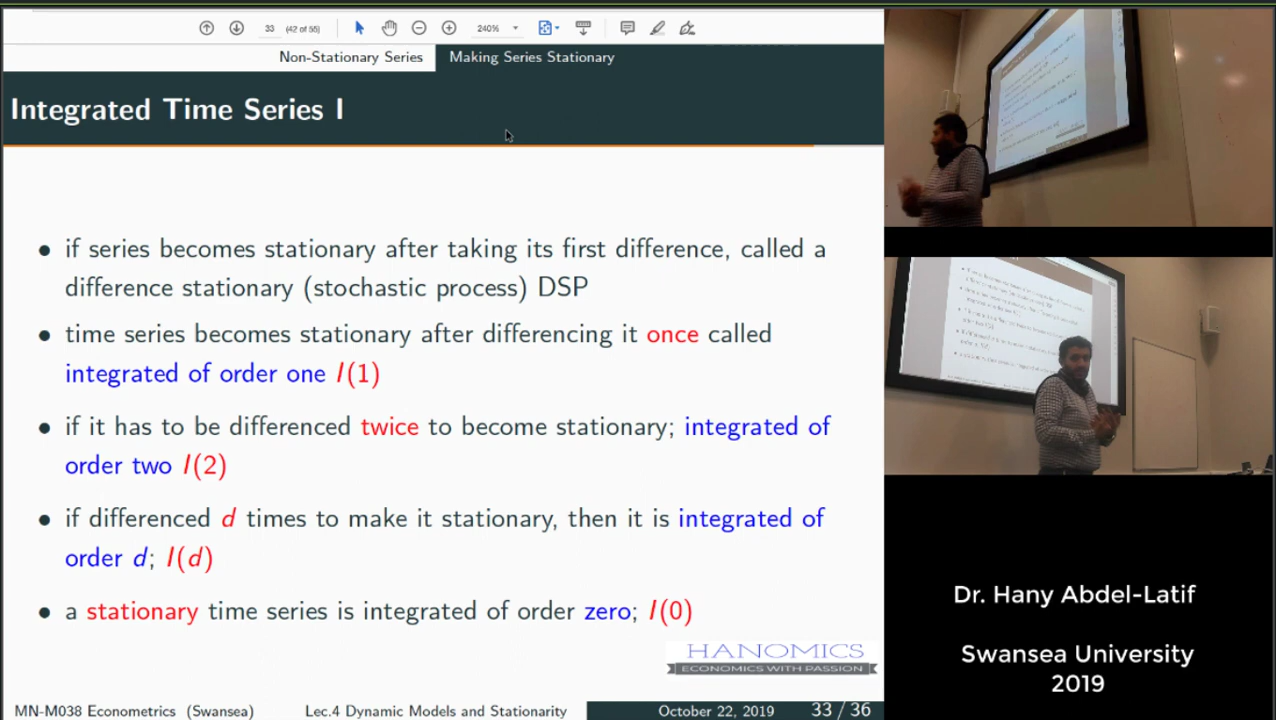 33 (42 of 55) 240%
Non-Stationary Series Making Series Stationary
Integrated Time Series I
• if series becomes stationary after taking its first difference, called a
difference stationary (stochastic process) DSP
• time series becomes stationary after differencing it once called
integrated of order one I(1)
• if it has to be differenced twice to become stationary; integrated of
order two I(2)
• if differenced d times to make it stationary, then it is integrated of
order d; I(d)
• a stationary time series is integrated of order zero; I(0)
HANOMICS
ECONOMICS WITH PASSION
MN-M038 Econometrics (Swansea) Lec.4 Dynamic Models and Stationarity October 22, 2019 33 / 36
Dr. Hany Abdel-Latif
Swansea University
2019